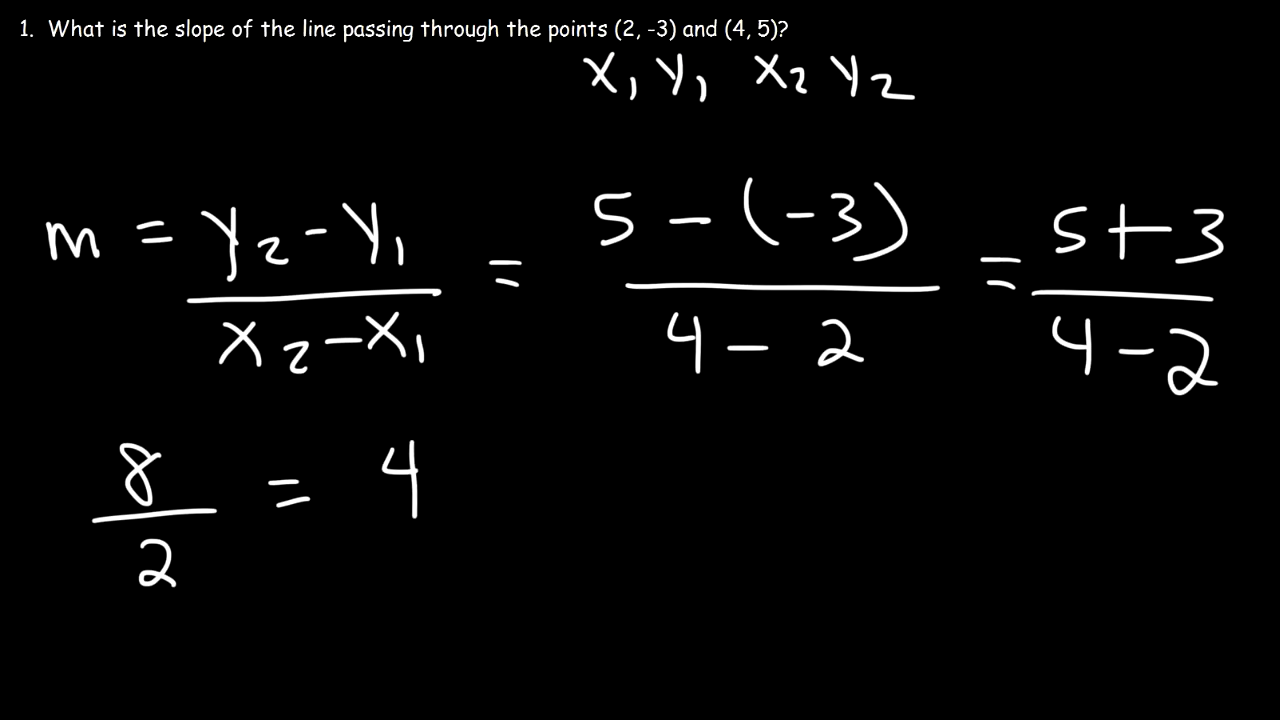 1. What is the slope of the line passing through the points (2, -3) and (4, 5)?
x₁ y₁ x₂ y₂
m = y₂ - y₁ / x₂ - x₁ = 5 - (-3) / 4 - 2 = 5 + 3 / 4 - 2
8 / 2 = 4